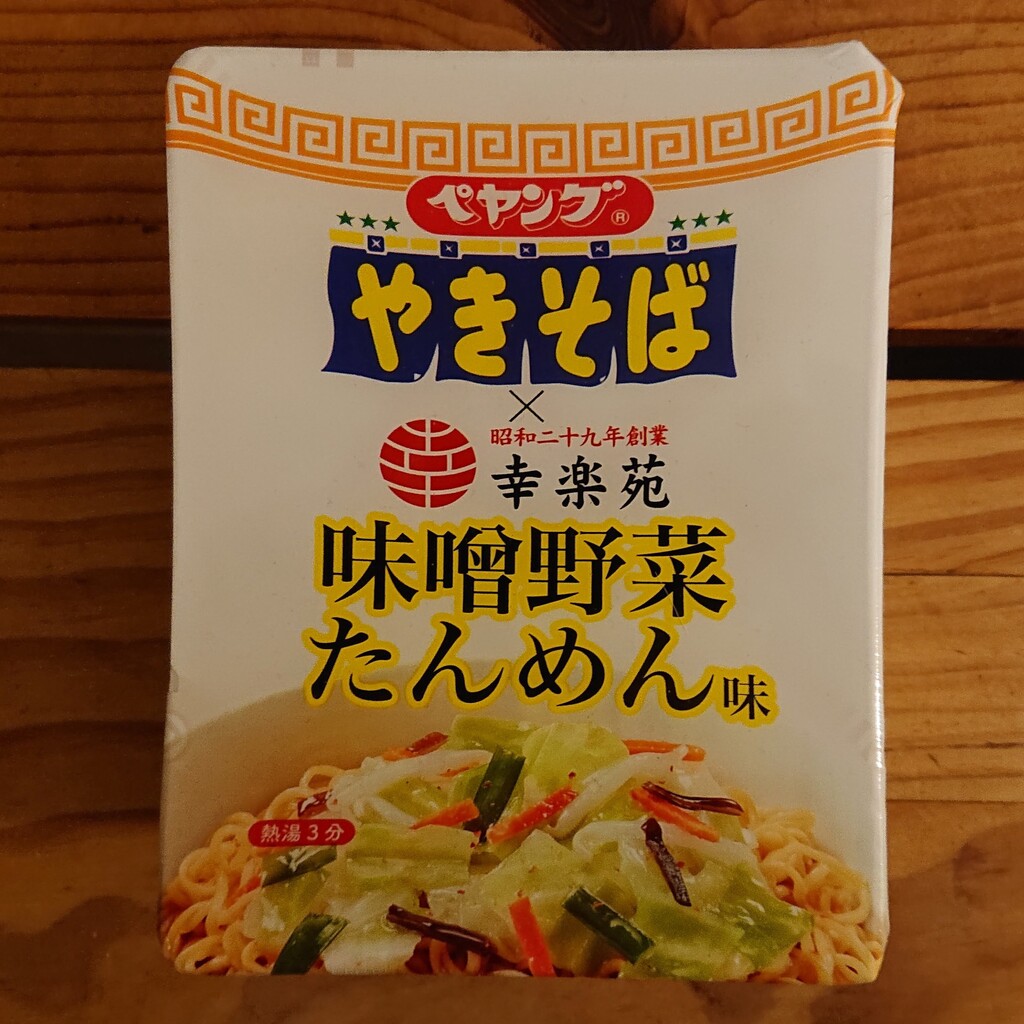 ペヤング®
やきそば
×
昭和二十九年創業
幸楽苑
味噌野菜
たんめん味
熱湯3分